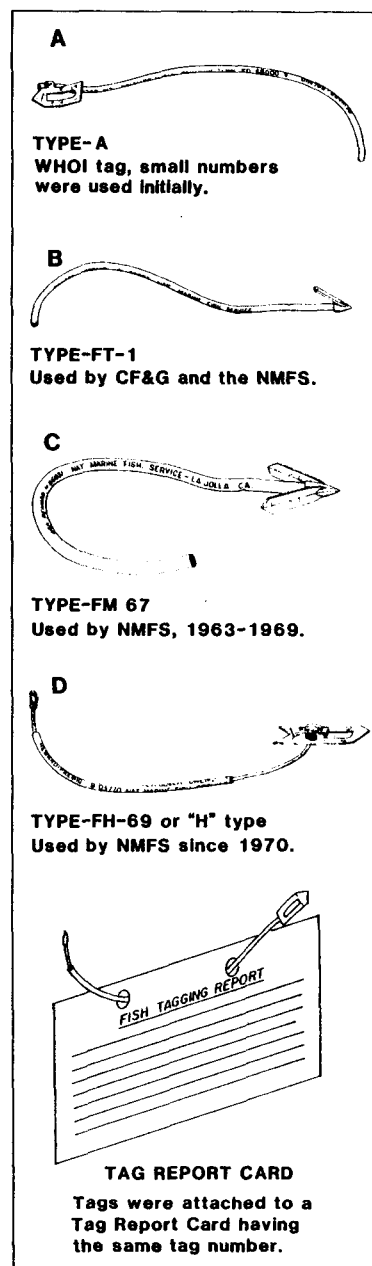 A
TYPE-A
WHOI tag, small numbers
were used initially.
B
TYPE-FT-1
Used by CF&G and the NMFS.
C
NAT MARINE FISH. SERVICE - LA JOLLA CA.
TYPE-FM 67
Used by NMFS, 1963-1969.
D
TYPE-FH-69 or "H" type
Used by NMFS since 1970.
FISH TAGGING REPORT
TAG REPORT CARD
Tags were attached to a
Tag Report Card having
the same tag number.